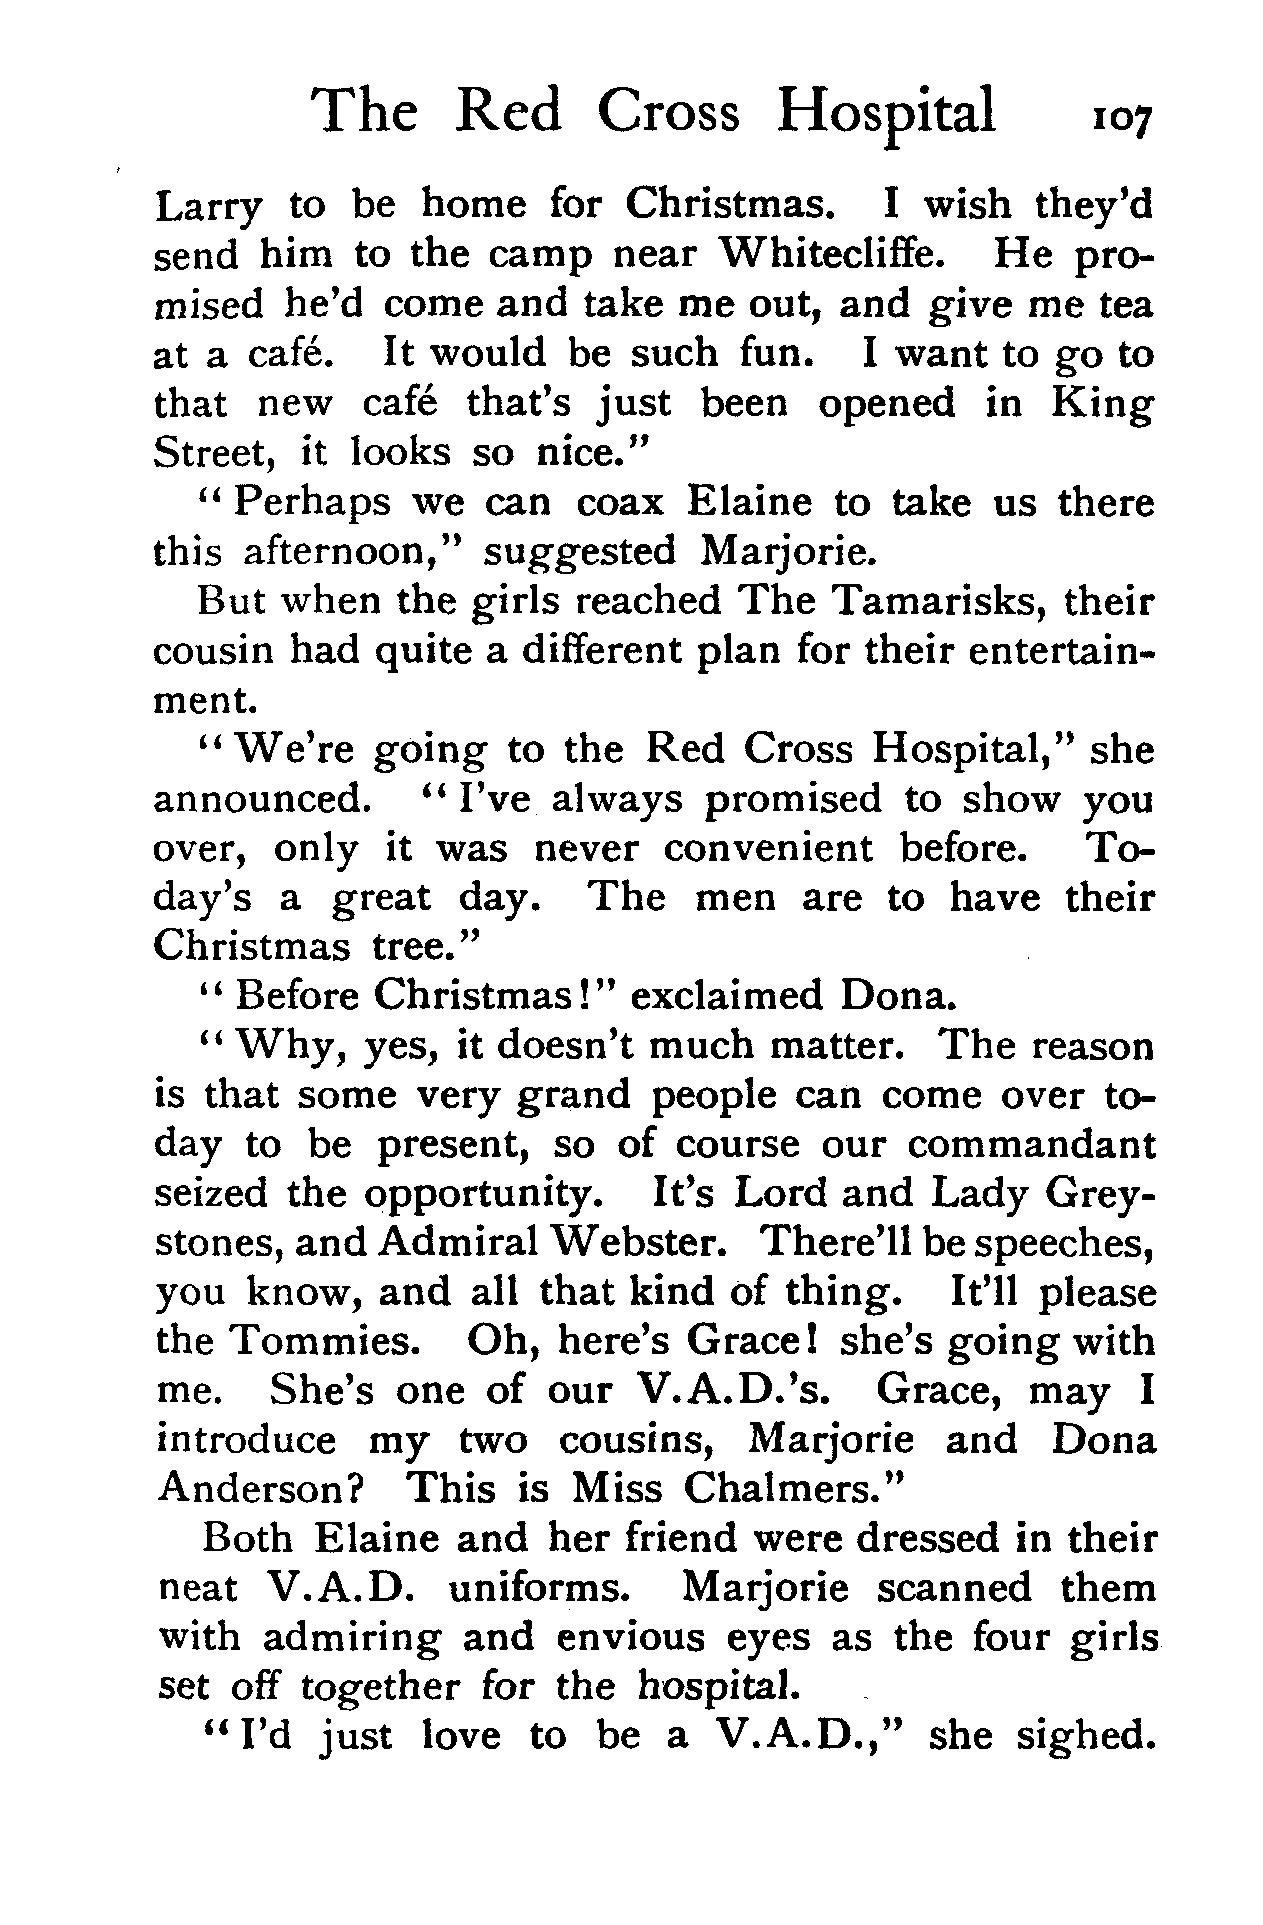 The Red Cross Hospital 107
Larry to be home for Christmas. I wish they'd
send him to the camp near Whitecliffe. He pro-
mised he'd come and take me out, and give me tea
at a café. It would be such fun. I want to go to
that new café that's just been opened in King
Street, it looks so nice."
"Perhaps we can coax Elaine to take us there
this afternoon," suggested Marjorie.
But when the girls reached The Tamarisks, their
cousin had quite a different plan for their entertain-
ment.
"We're going to the Red Cross Hospital," she
announced. "I've always promised to show you
over, only it was never convenient before. To-
day's a great day. The men are to have their
Christmas tree."
"Before Christmas!" exclaimed Dona.
"Why, yes, it doesn't much matter. The reason
is that some very grand people can come over to-
day to be present, so of course our commandant
seized the opportunity. It's Lord and Lady Grey-
stones, and Admiral Webster. There'll be speeches,
you know, and all that kind of thing. It'll please
the Tommies. Oh, here's Grace! she's going with
me. She's one of our V.A.D.'s. Grace, may I
introduce my two cousins, Marjorie and Dona
Anderson? This is Miss Chalmers."
Both Elaine and her friend were dressed in their
neat V.A.D. uniforms. Marjorie scanned them
with admiring and envious eyes as the four girls
set off together for the hospital.
"I'd just love to be a V.A.D.," she sighed.